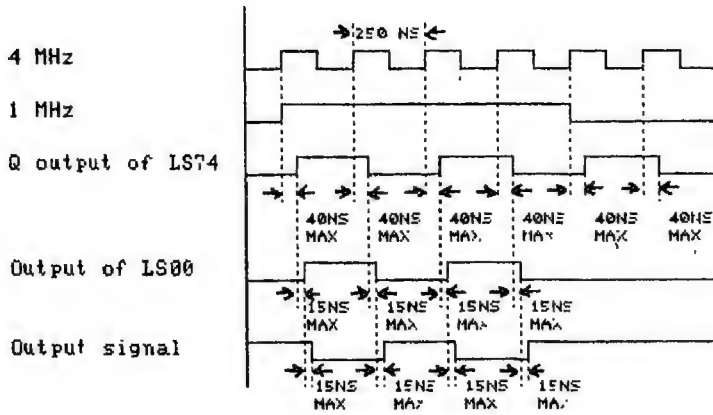 250 NS
4 MHz
1 MHz
Q output of LS74
40NS 40NS 40NS 40NS 40NS 40NS
MAX MAX MAX MAX MAX MAX
Output of LS00
15NS 15NS 15NS 15NS
MAX MAX MAX MAX
Output signal
15NS 15NS 15NS 15NS
MAX MAX MAX MAX